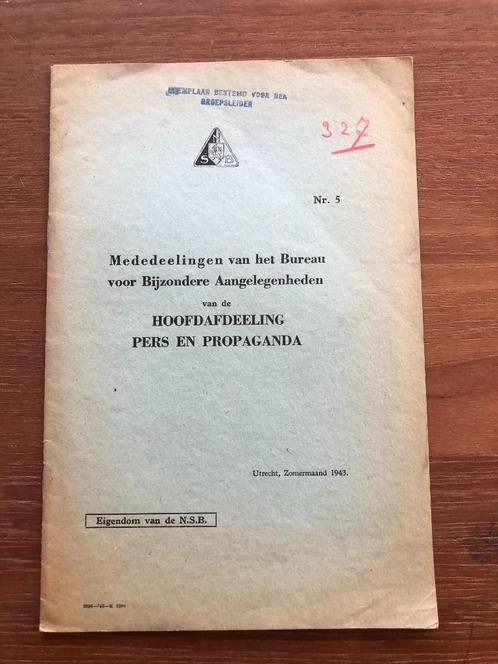 EXEMPLAAR BESTEMD VOOR DEN
GROEPSLEIDER
327
N
S B
Nr. 5
Mededeelingen van het Bureau
voor Bijzondere Aangelegenheden
van de
HOOFDAFDEELING
PERS EN PROPAGANDA
Utrecht, Zomermaand 1943.
Eigendom van de N.S.B.